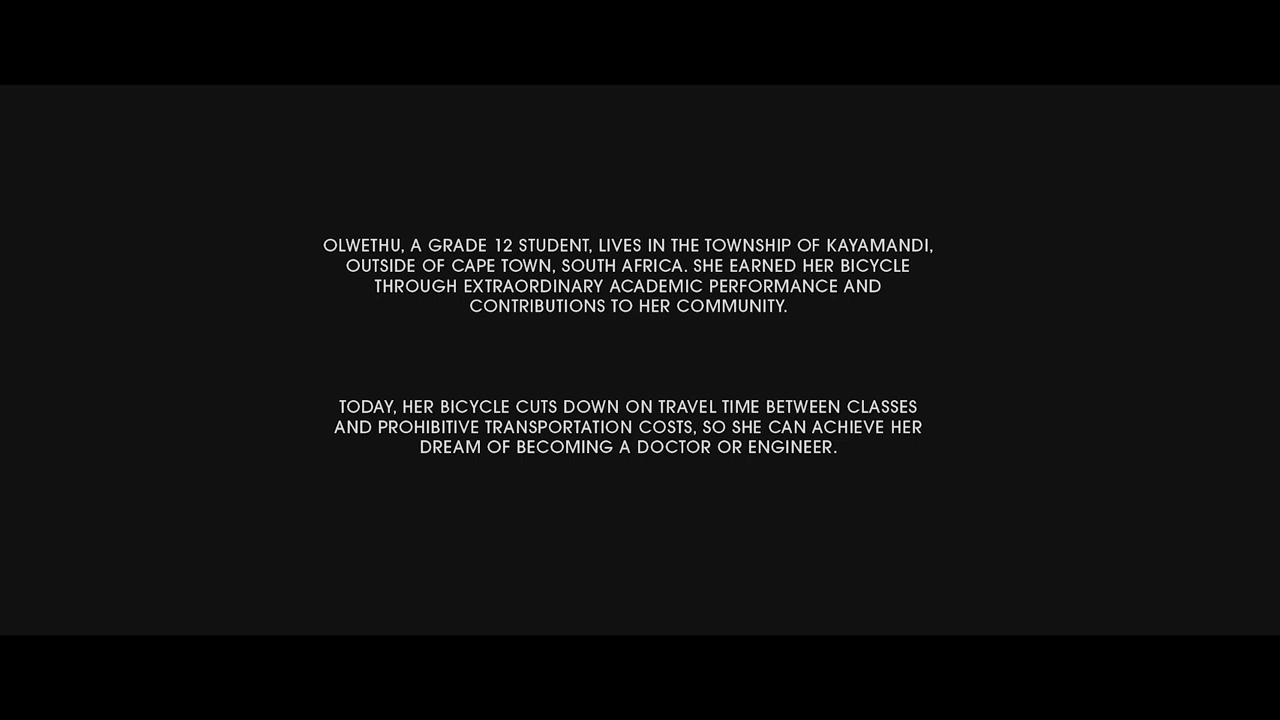 OLWETHU, A GRADE 12 STUDENT, LIVES IN THE TOWNSHIP OF KAYAMANDI,
OUTSIDE OF CAPE TOWN, SOUTH AFRICA. SHE EARNED HER BICYCLE
THROUGH EXTRAORDINARY ACADEMIC PERFORMANCE AND
CONTRIBUTIONS TO HER COMMUNITY.
TODAY, HER BICYCLE CUTS DOWN ON TRAVEL TIME BETWEEN CLASSES
AND PROHIBITIVE TRANSPORTATION COSTS, SO SHE CAN ACHIEVE HER
DREAM OF BECOMING A DOCTOR OR ENGINEER.